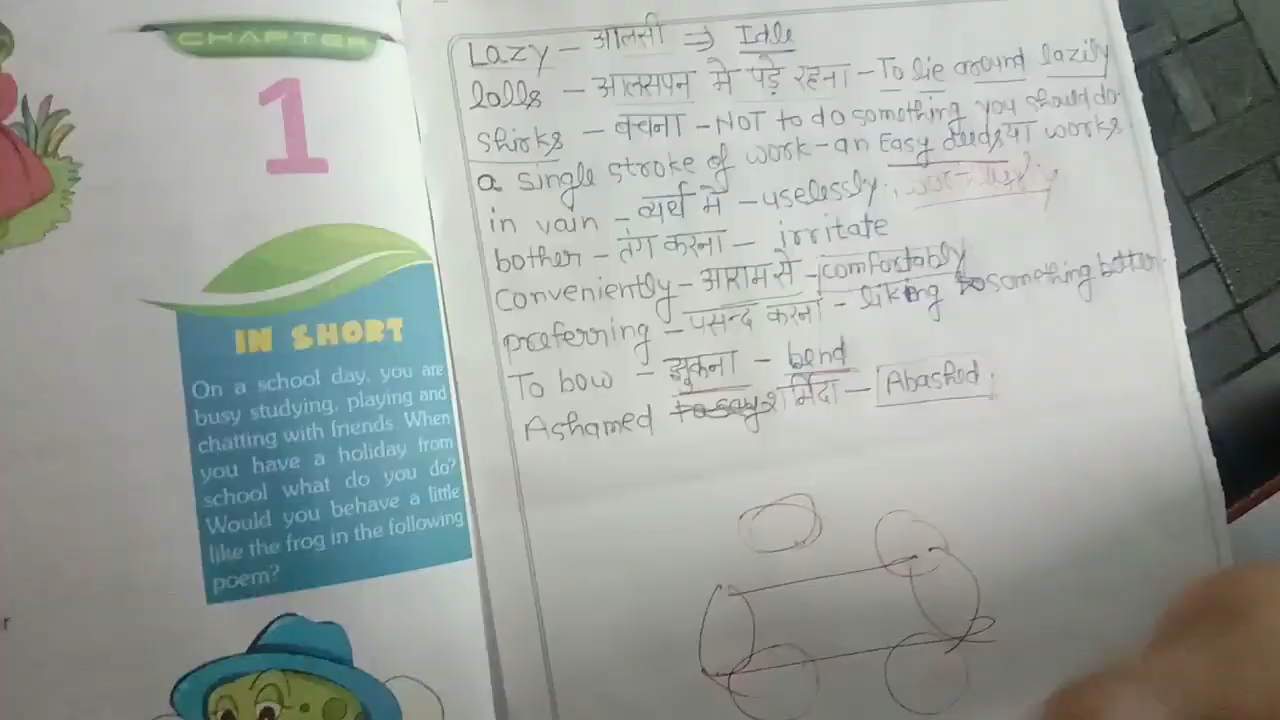 CHAPTER
1
IN SHORT
On a school day, you are
busy studying, playing and
chatting with friends. When
you have a holiday from
school what do you do?
Would you behave a little
like the frog in the following
poem?
Lazy - आलसी ⇒ Idle
lolls - आलसपन में पड़े रहना - To lie around lazily
Shirks - बचना - NOT to do something you should do.
a single stroke of work - an Easy deeds या works
in vain - व्यर्थ में - uselessly
bother - तंग करना - irritate
Conveniently - आराम से - comfortably
preferring - पसन्द करना - liking something
To bow - झुकना - bend
Ashamed शर्मिंदा - Abashed.